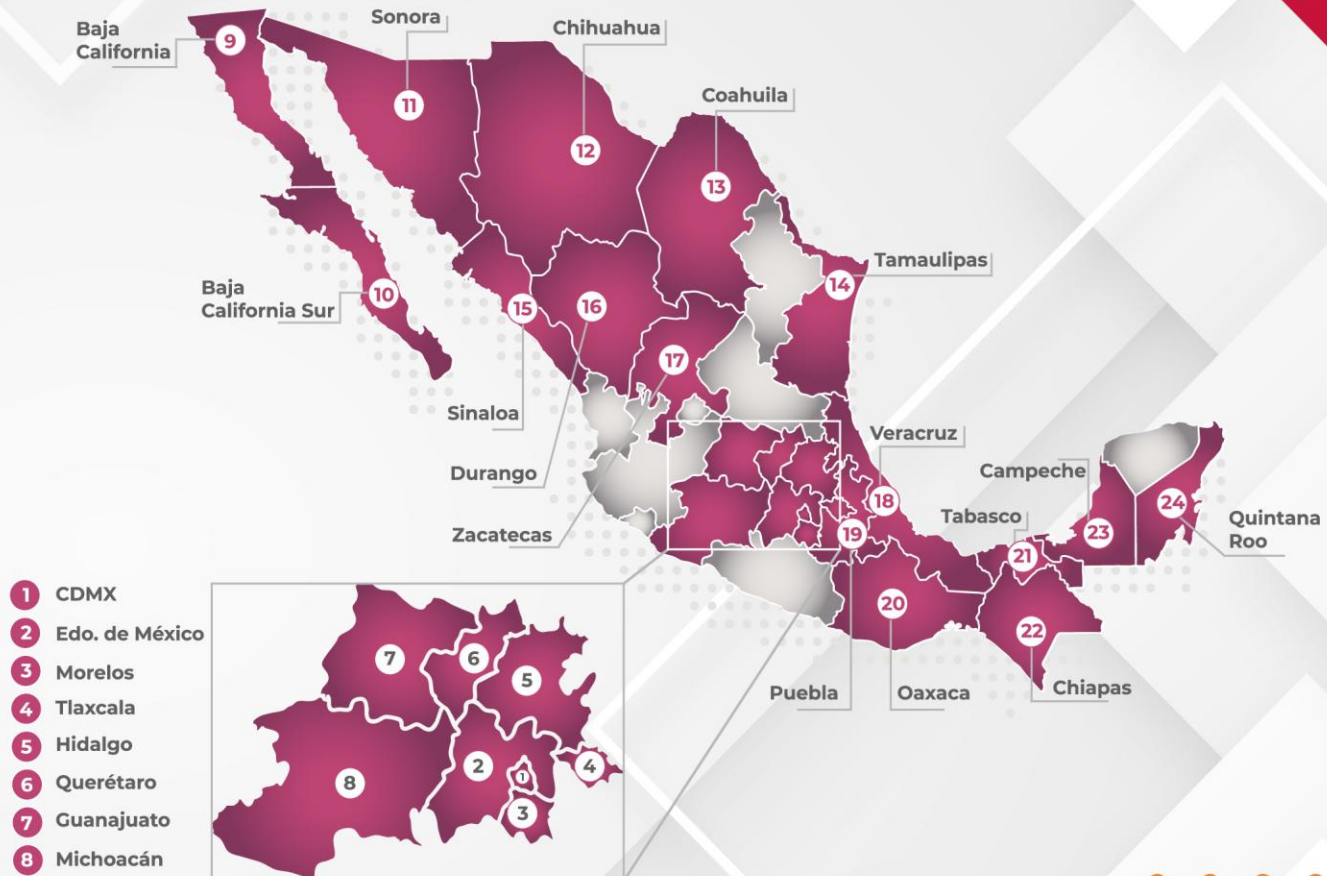 Baja
California
9
Sonora
11
Chihuahua
12
Coahuila
13
Tamaulipas
14
Baja
California Sur
10
15
16
17
Sinaloa
Durango
Zacatecas
Veracruz
18
19
Campeche
23
Tabasco
21
24
Quintana
Roo
20
22
Puebla
Oaxaca
Chiapas
1 CDMX
2 Edo. de México
3 Morelos
4 Tlaxcala
5 Hidalgo
6 Querétaro
7 Guanajuato
8 Michoacán
7
6
5
8
2
1
4
3